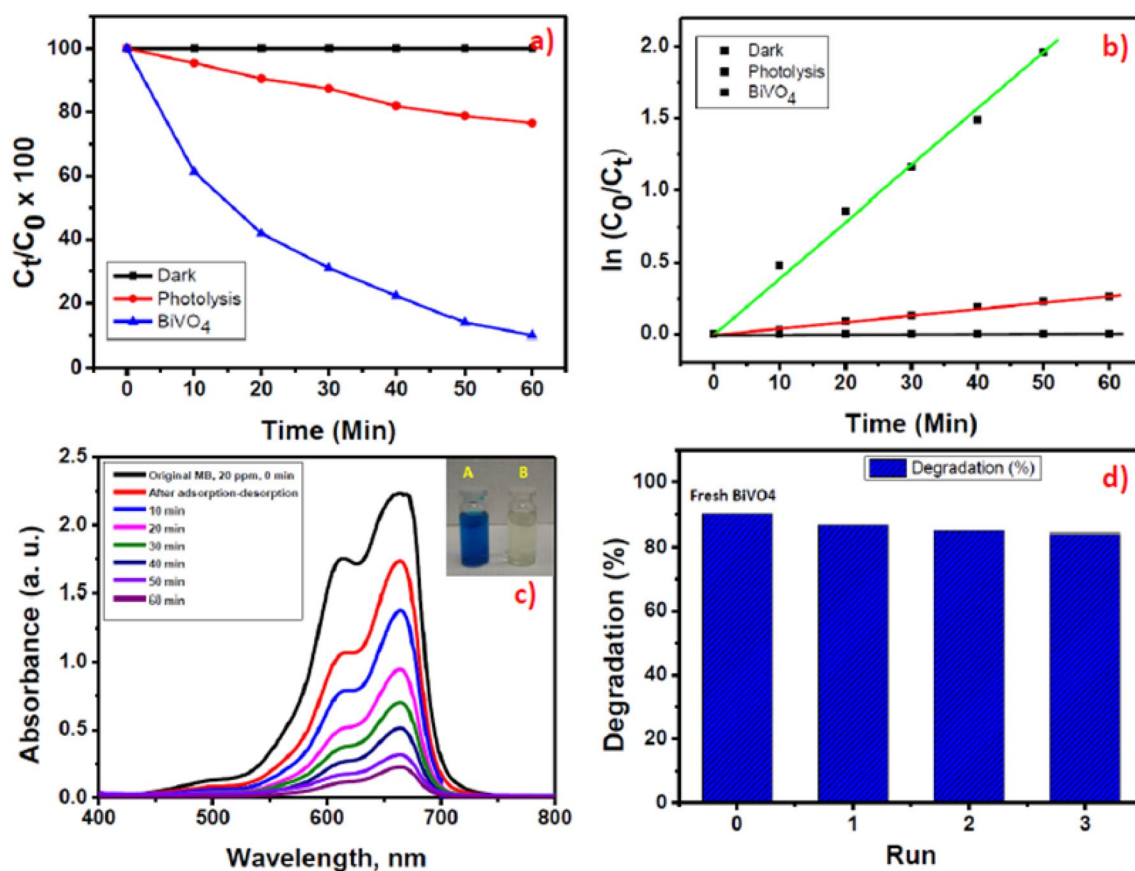 a)
Ct/C0 x 100
100
80
60
40
20
0
Dark
Photolysis
BiVO4
0 10 20 30 40 50 60
Time (Min)
b)
ln (C0/Ct)
2.0
1.5
1.0
0.5
0.0
Dark
Photolysis
BiVO4
0 10 20 30 40 50 60
Time (Min)
c)
Absorbance (a. u.)
2.5
2.0
1.5
1.0
0.5
0.0
Original MB, 20 ppm, 0 min
After adsorption-desorption
10 min
20 min
30 min
40 min
50 min
60 min
A B
400 500 600 700 800
Wavelength, nm
d)
Degradation (%)
100
80
60
40
20
0
Degradation (%)
Fresh BiVO4
0 1 2 3
Run